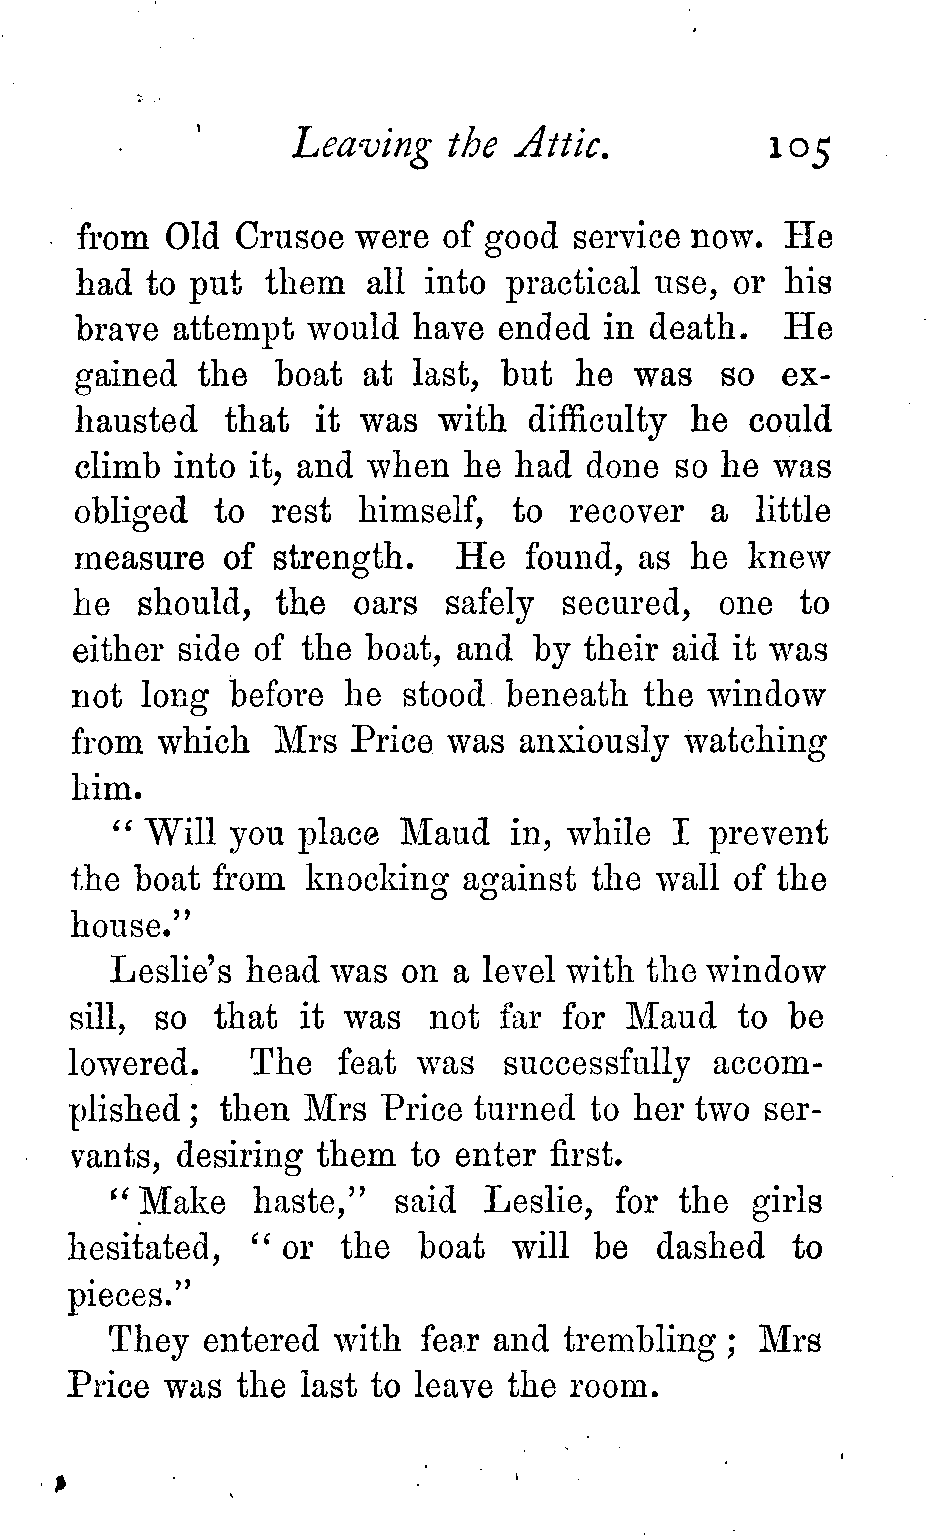 Leaving the Attic. 105
from Old Crusoe were of good service now. He
had to put them all into practical use, or his
brave attempt would have ended in death. He
gained the boat at last, but he was so ex-
hausted that it was with difficulty he could
climb into it, and when he had done so he was
obliged to rest himself, to recover a little
measure of strength. He found, as he knew
he should, the oars safely secured, one to
either side of the boat, and by their aid it was
not long before he stood beneath the window
from which Mrs Price was anxiously watching
him.
“ Will you place Maud in, while I prevent
the boat from knocking against the wall of the
house.”
Leslie’s head was on a level with the window
sill, so that it was not far for Maud to be
lowered. The feat was successfully accom-
plished ; then Mrs Price turned to her two ser-
vants, desiring them to enter first.
“ Make haste,” said Leslie, for the girls
hesitated, “ or the boat will be dashed to
pieces.”
They entered with fear and trembling ; Mrs
Price was the last to leave the room.